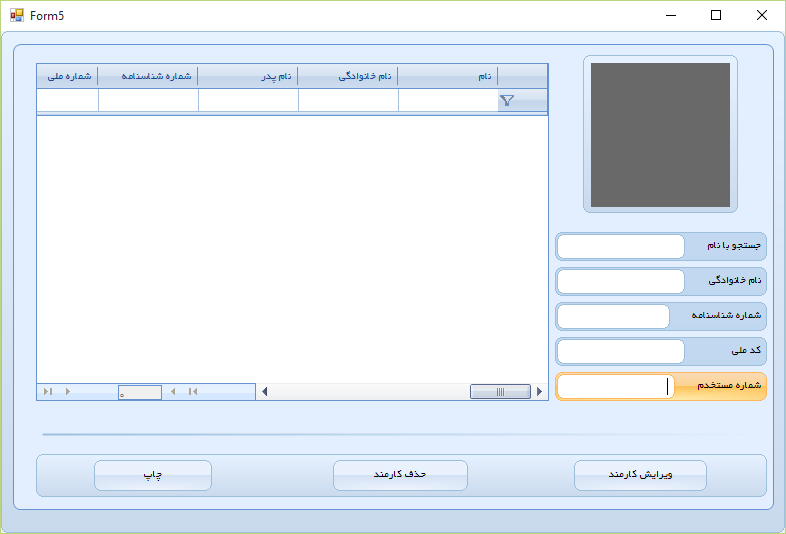 Form5
نام
نام خانوادگی
نام پدر
شماره شناسنامه
شماره ملی
جستجو با نام
نام خانوادگی
شماره شناسنامه
کد ملی
شماره مستخدم
ویرایش کارمند
حذف کارمند
چاپ